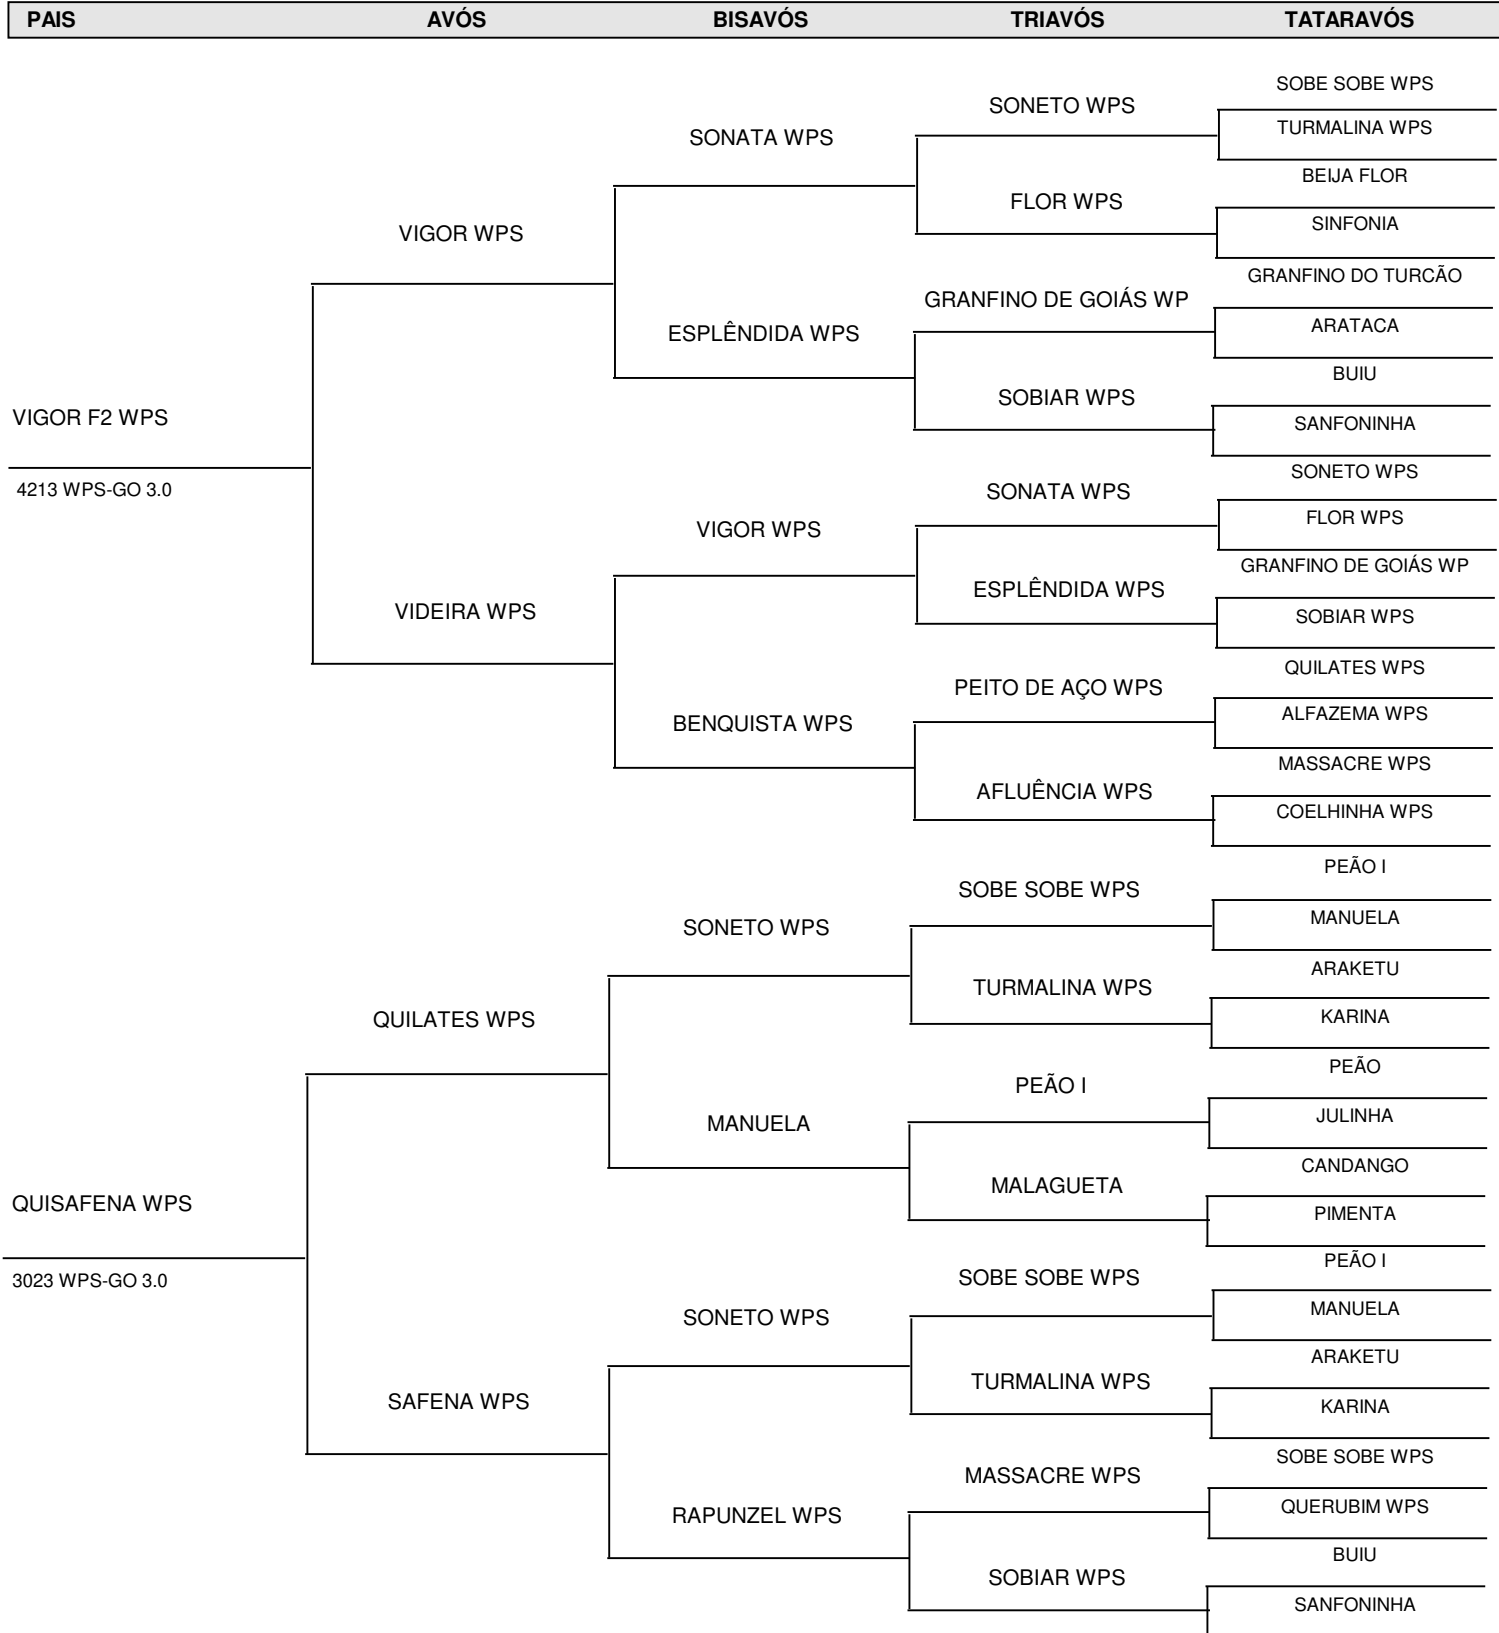 PAIS AVÓS BISAVÓS TRIAVÓS TATARAVÓS
SOBE SOBE WPS
SONETO WPS
TURMALINA WPS
SONATA WPS
BEIJA FLOR
FLOR WPS
SINFONIA
VIGOR WPS
GRANFINO DO TURCÃO
GRANFINO DE GOIÁS WP
ARATACA
ESPLÊNDIDA WPS
BUIU
SOBIAR WPS
SANFONINHA
VIGOR F2 WPS
4213 WPS-GO 3.0
SONETO WPS
SONATA WPS
FLOR WPS
VIGOR WPS
GRANFINO DE GOIÁS WP
ESPLÊNDIDA WPS
SOBIAR WPS
VIDEIRA WPS
QUILATES WPS
PEITO DE AÇO WPS
ALFAZEMA WPS
BENQUISTA WPS
MASSACRE WPS
AFLUÊNCIA WPS
COELHINHA WPS
PEÃO I
SOBE SOBE WPS
MANUELA
SONETO WPS
ARAKETU
TURMALINA WPS
KARINA
QUILATES WPS
PEÃO
PEÃO I
JULINHA
MANUELA
CANDANGO
MALAGUETA
PIMENTA
QUISAFENA WPS
3023 WPS-GO 3.0
PEÃO I
SOBE SOBE WPS
MANUELA
SONETO WPS
ARAKETU
TURMALINA WPS
KARINA
SAFENA WPS
SOBE SOBE WPS
MASSACRE WPS
QUERUBIM WPS
RAPUNZEL WPS
BUIU
SOBIAR WPS
SANFONINHA